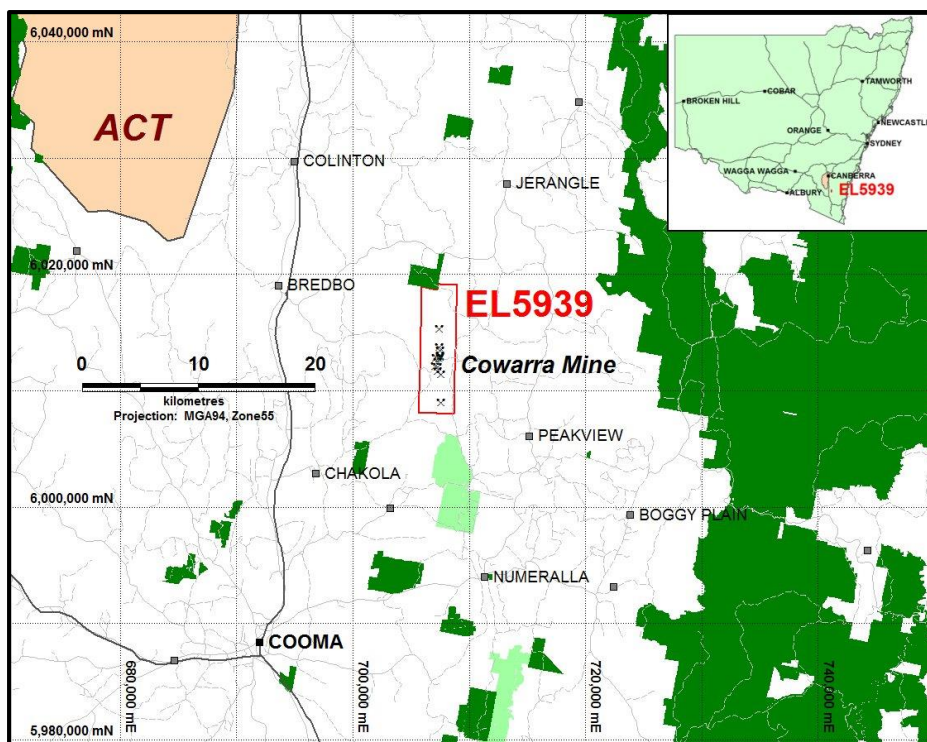 6,040,000 mN
ACT
COLINTON
JERANGLE
6,020,000 mN
BREDBO
EL5939
Cowarra Mine
0 10 20
kilometres
Projection: MGA94, Zone55
PEAKVIEW
CHAKOLA
6,000,000 mN
BOGGY PLAIN
NUMERALLA
COOMA
680,000 mE
700,000 mE
720,000 mE
740,000 mE
5,980,000 mN
TAMWORTH
COBAR
BROKEN HILL
NEWCASTLE
ORANGE
SYDNEY
WAGGA WAGGA
CANBERRA
EL5939
ALBURY